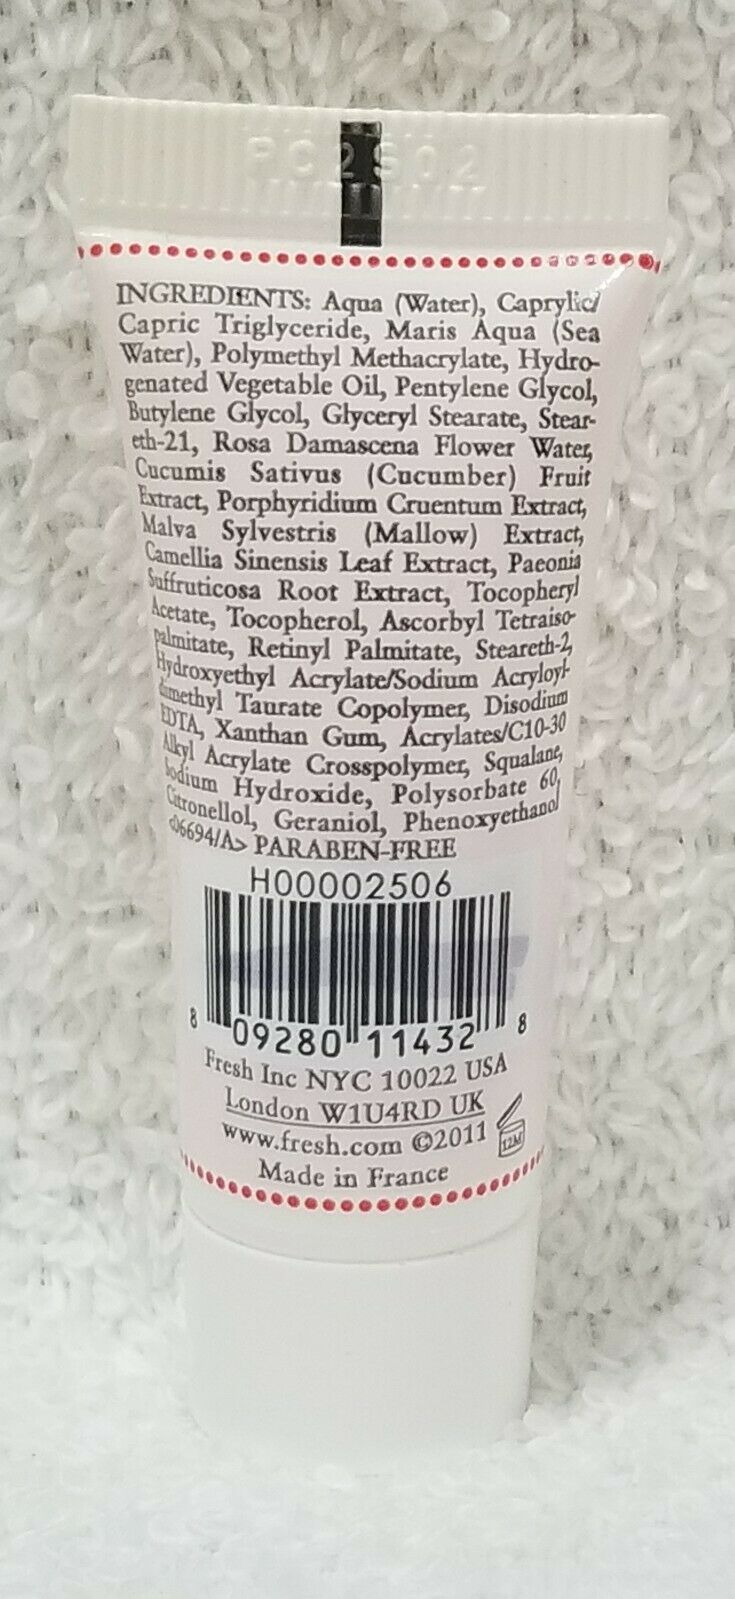 PC2502
INGREDIENTS: Aqua (Water), Caprylic/
Capric Triglyceride, Maris Aqua (Sea
Water), Polymethyl Methacrylate, Hydro-
genated Vegetable Oil, Pentylene Glycol,
Butylene Glycol, Glyceryl Stearate, Stear-
eth-21, Rosa Damascena Flower Water,
Cucumis Sativus (Cucumber) Fruit
Extract, Porphyridium Cruentum Extract,
Malva Sylvestris (Mallow) Extract,
Camellia Sinensis Leaf Extract, Paeonia
Suffruticosa Root Extract, Tocopheryl
Acetate, Tocopherol, Ascorbyl Tetraiso-
palmitate, Retinyl Palmitate, Steareth-2,
Hydroxyethyl Acrylate/Sodium Acryloyl-
dimethyl Taurate Copolymer, Disodium
EDTA, Xanthan Gum, Acrylates/C10-30
Alkyl Acrylate Crosspolymer, Squalane,
Sodium Hydroxide, Polysorbate 60,
Citronellol, Geraniol, Phenoxyethanol
<06694/A> PARABEN-FREE
H00002506
8 09280 11432 8
Fresh Inc NYC 10022 USA
London W1U4RD UK
www.fresh.com ©2011
12M
Made in France